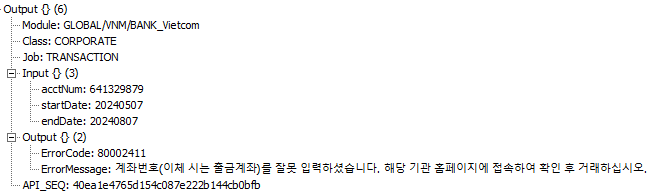 Output {} (6)
Module: GLOBAL/VNM/BANK_Vietcom
Class: CORPORATE
Job: TRANSACTION
Input {} (3)
acctNum: 641329879
startDate: 20240507
endDate: 20240807
Output {} (2)
ErrorCode: 80002411
ErrorMessage: 계좌번호(이체 시는 출금계좌)를 잘못 입력하셨습니다. 해당 기관 홈페이지에 접속하여 확인 후 거래하십시오.
API_SEQ: 40ea1e4765d154c087e222b144cb0bfb